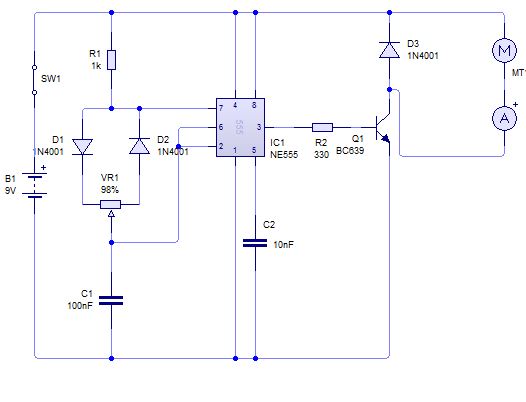 R1
1k
SW1
D3
1N4001
M
MT
+
A
D1
1N4001
D2
1N4001
7
6
2
4
8
3
1
5
555
IC1
NE555
R2
330
Q1
BC639
B1
9V
+
VR1
98%
C2
10nF
C1
100nF